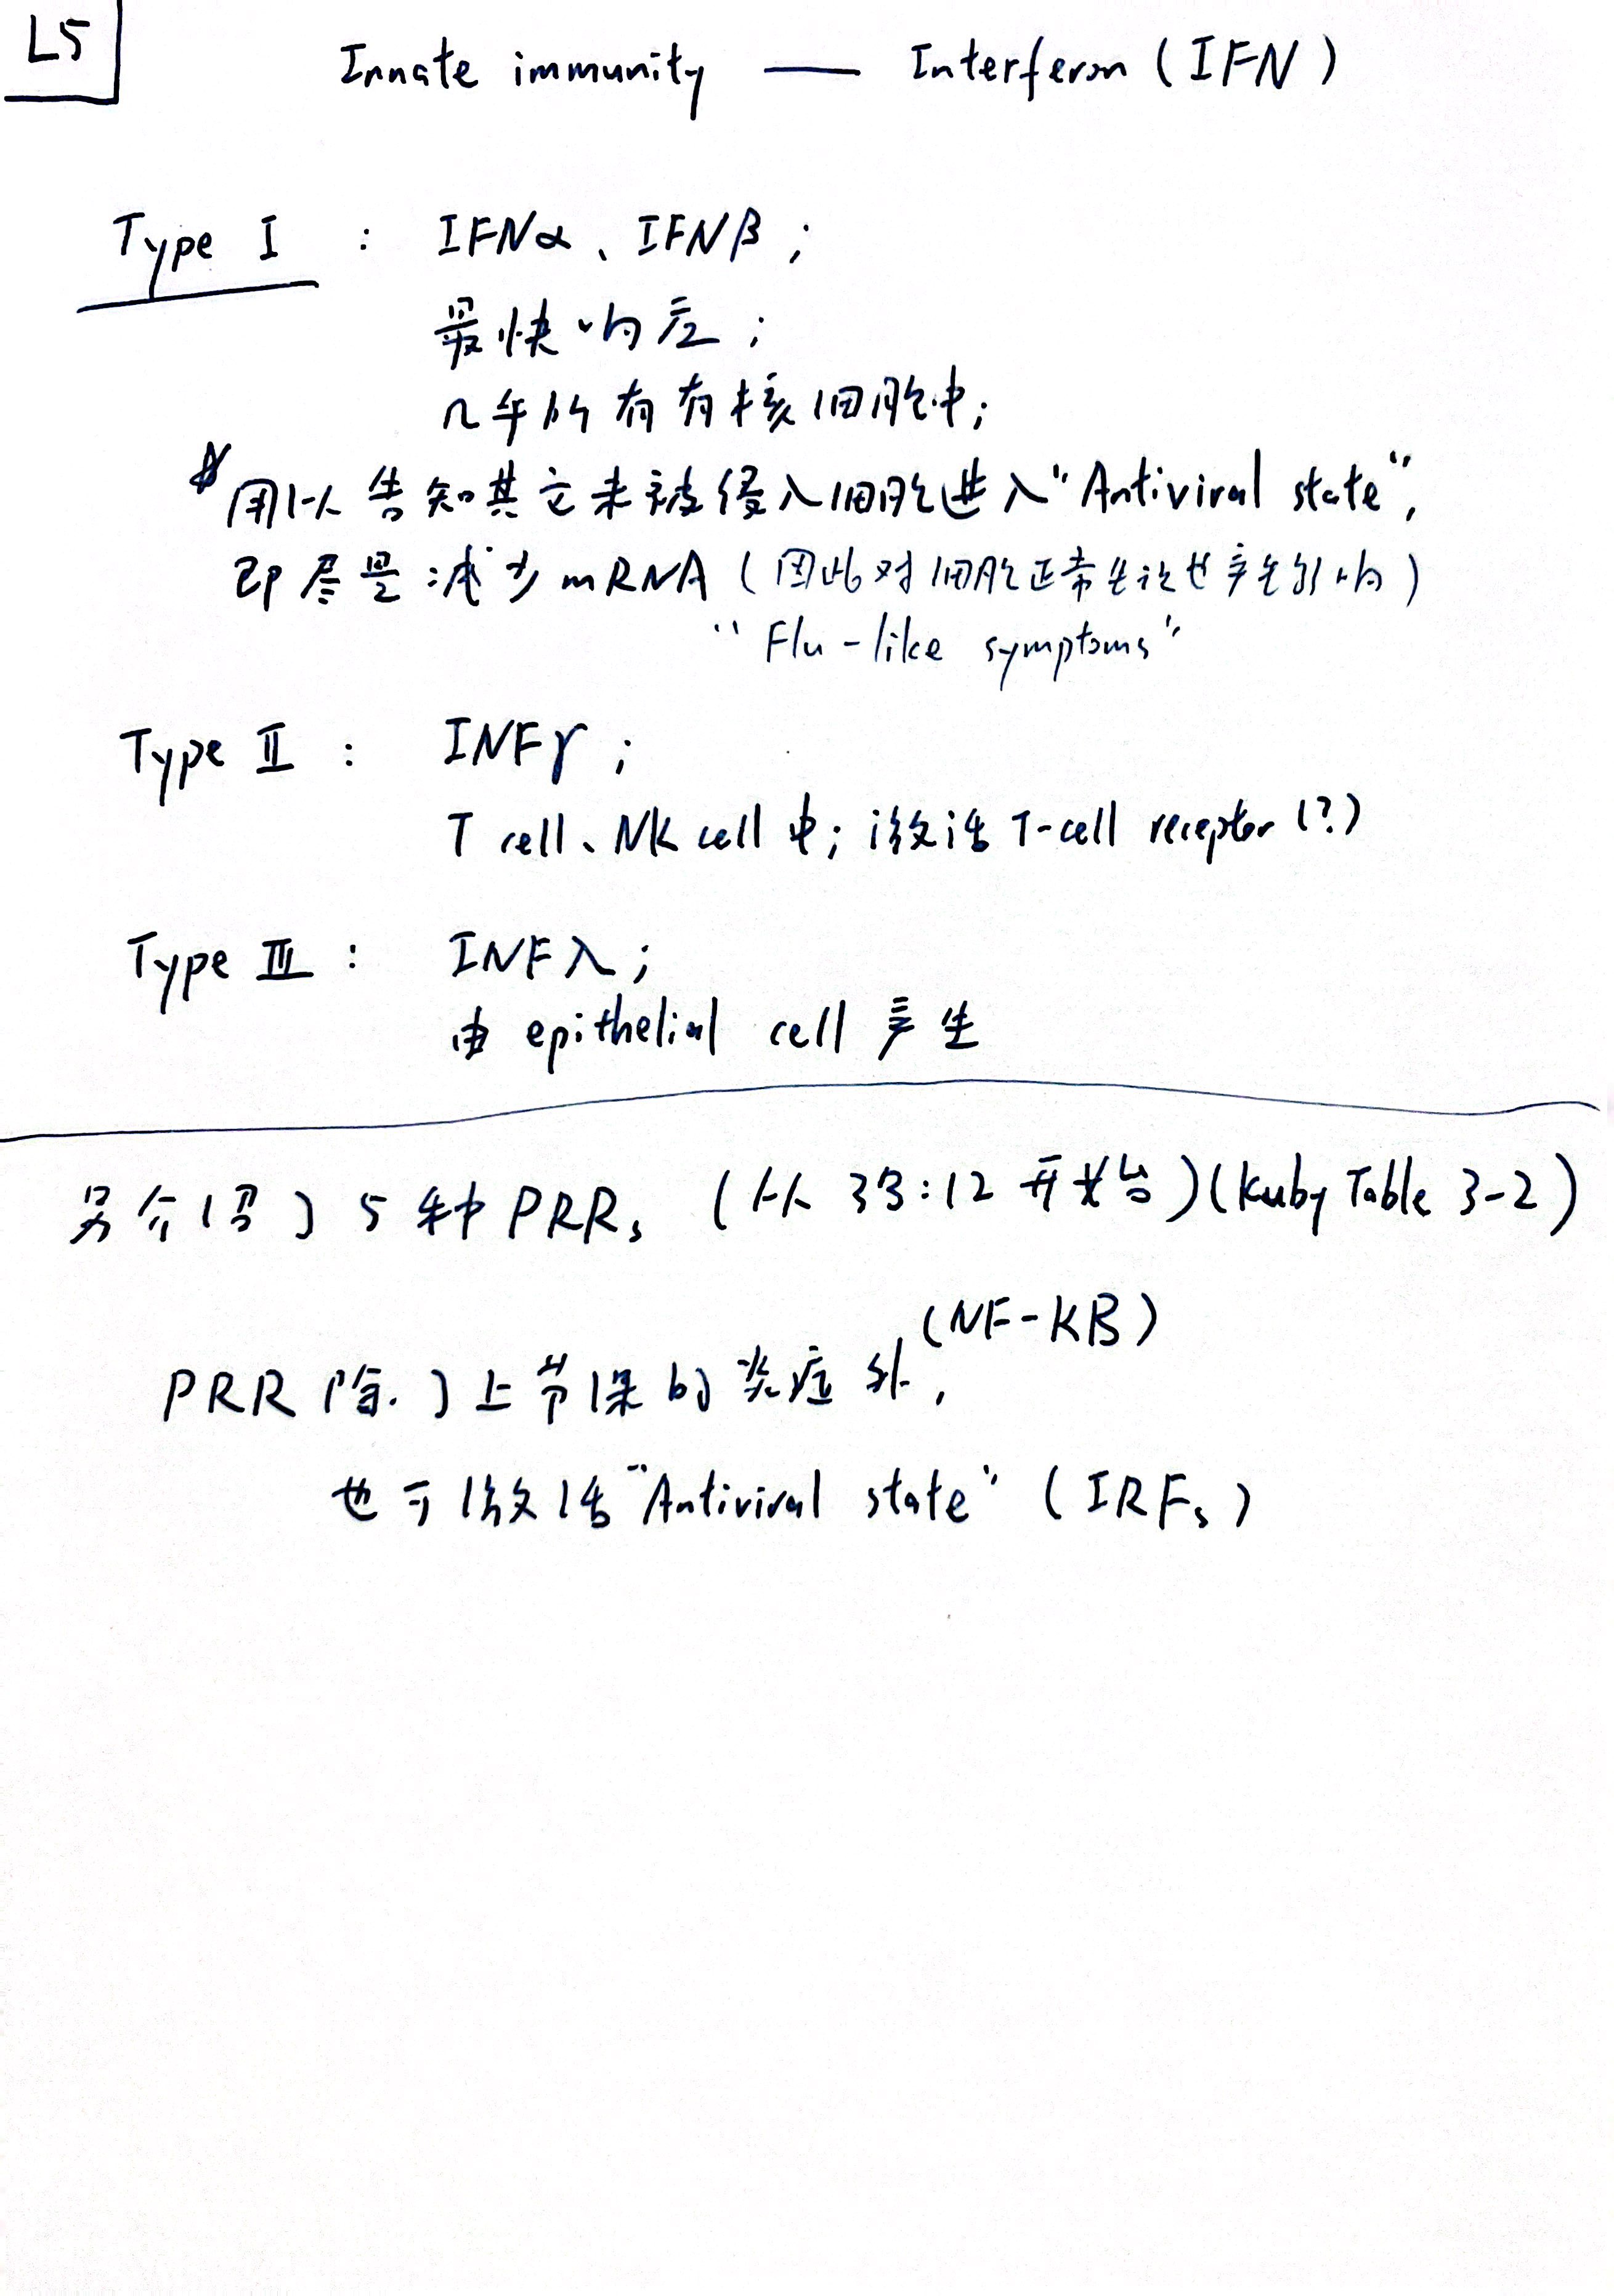 L5
Innate immunity — Interferon (IFN)
Type I : IFNα、IFNβ;
最快响应;
几乎所有有核细胞中;
用以告知其它未被侵入细胞进入"Antiviral state",
即尽量减少mRNA(因此对细胞正常生活也产生影响)
"Flu-like symptoms"
Type II : INFγ;
T cell、NK cell 中; 激活 T-cell receptor (?)
Type III : INFλ;
由 epithelial cell 产生
另介绍了5种PRRs (从 33:12 开始)(Kuby Table 3-2)
(NF-κB)
PRR 除了上节课的炎症外,
也可激活"Antiviral state" (IRFs)